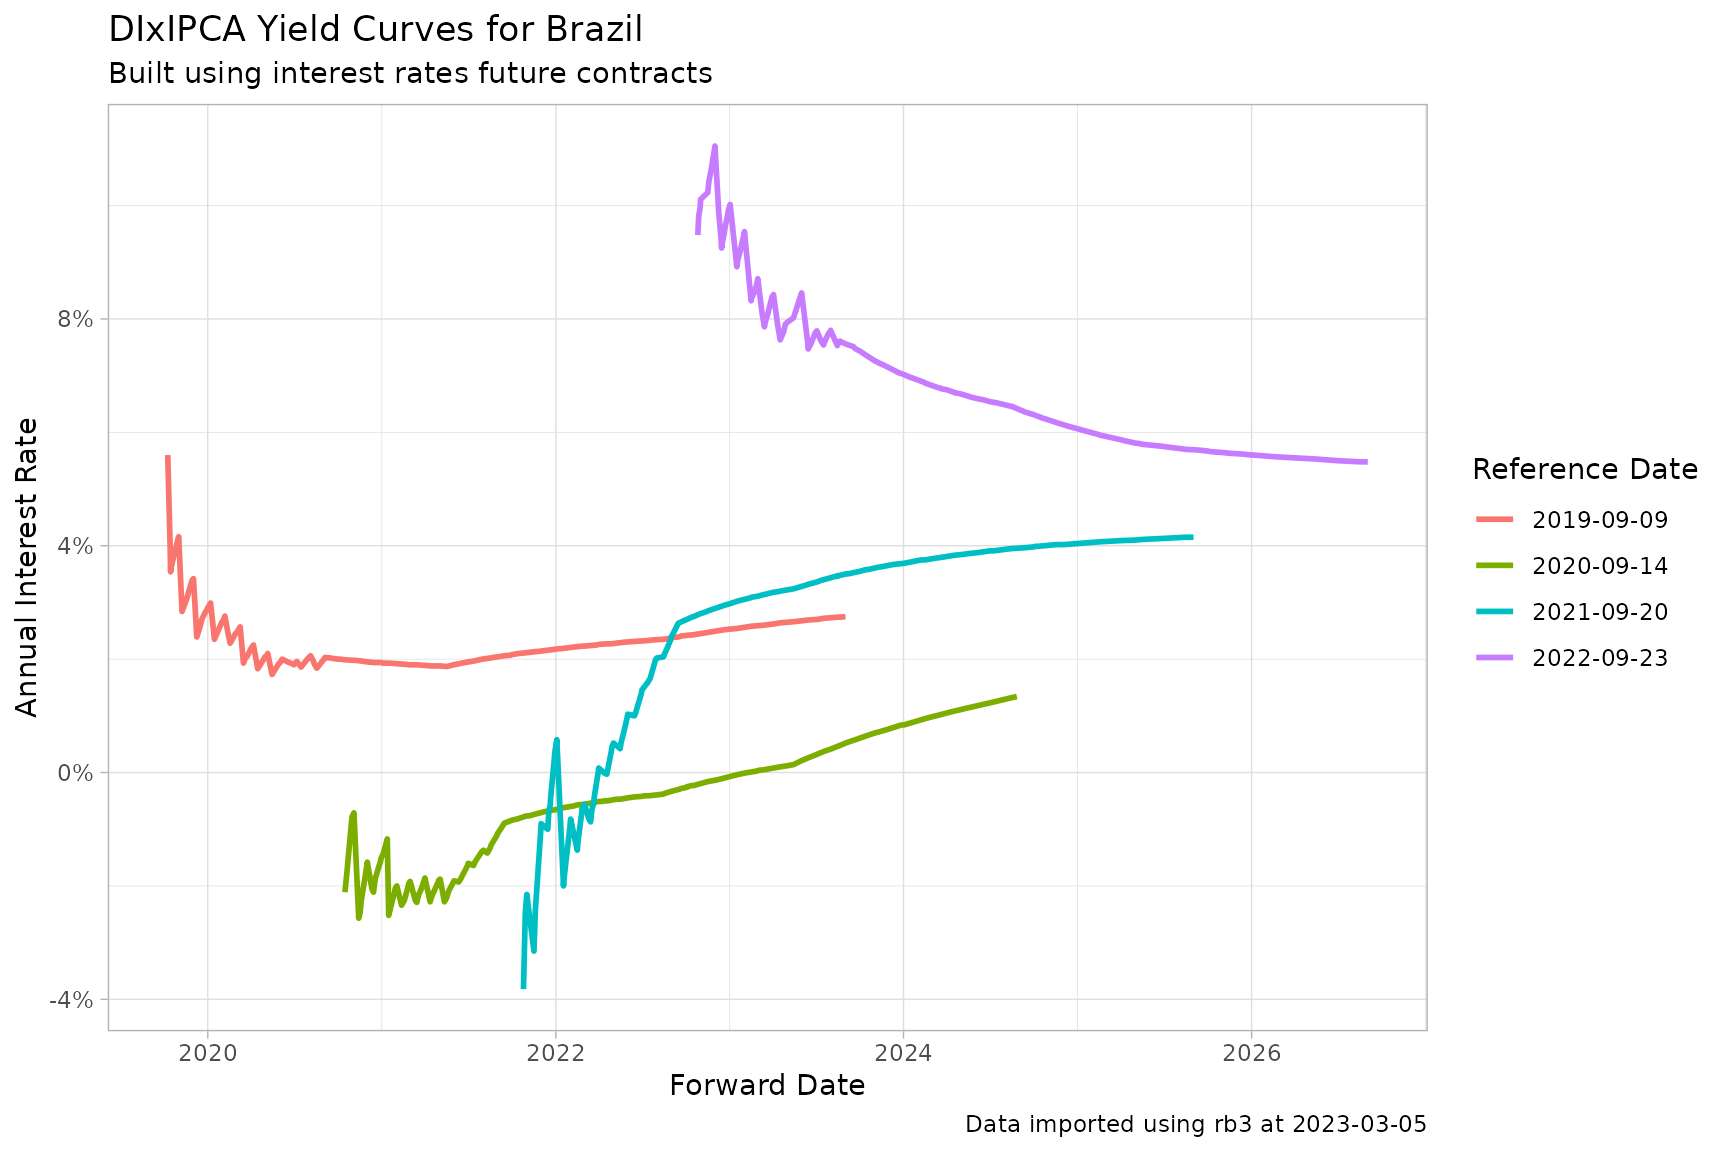 DIxIPCA Yield Curves for Brazil
Built using interest rates future contracts
Annual Interest Rate
8%
4%
0%
-4%
2020
2022
2024
2026
Forward Date
Reference Date
2019-09-09
2020-09-14
2021-09-20
2022-09-23
Data imported using rb3 at 2023-03-05